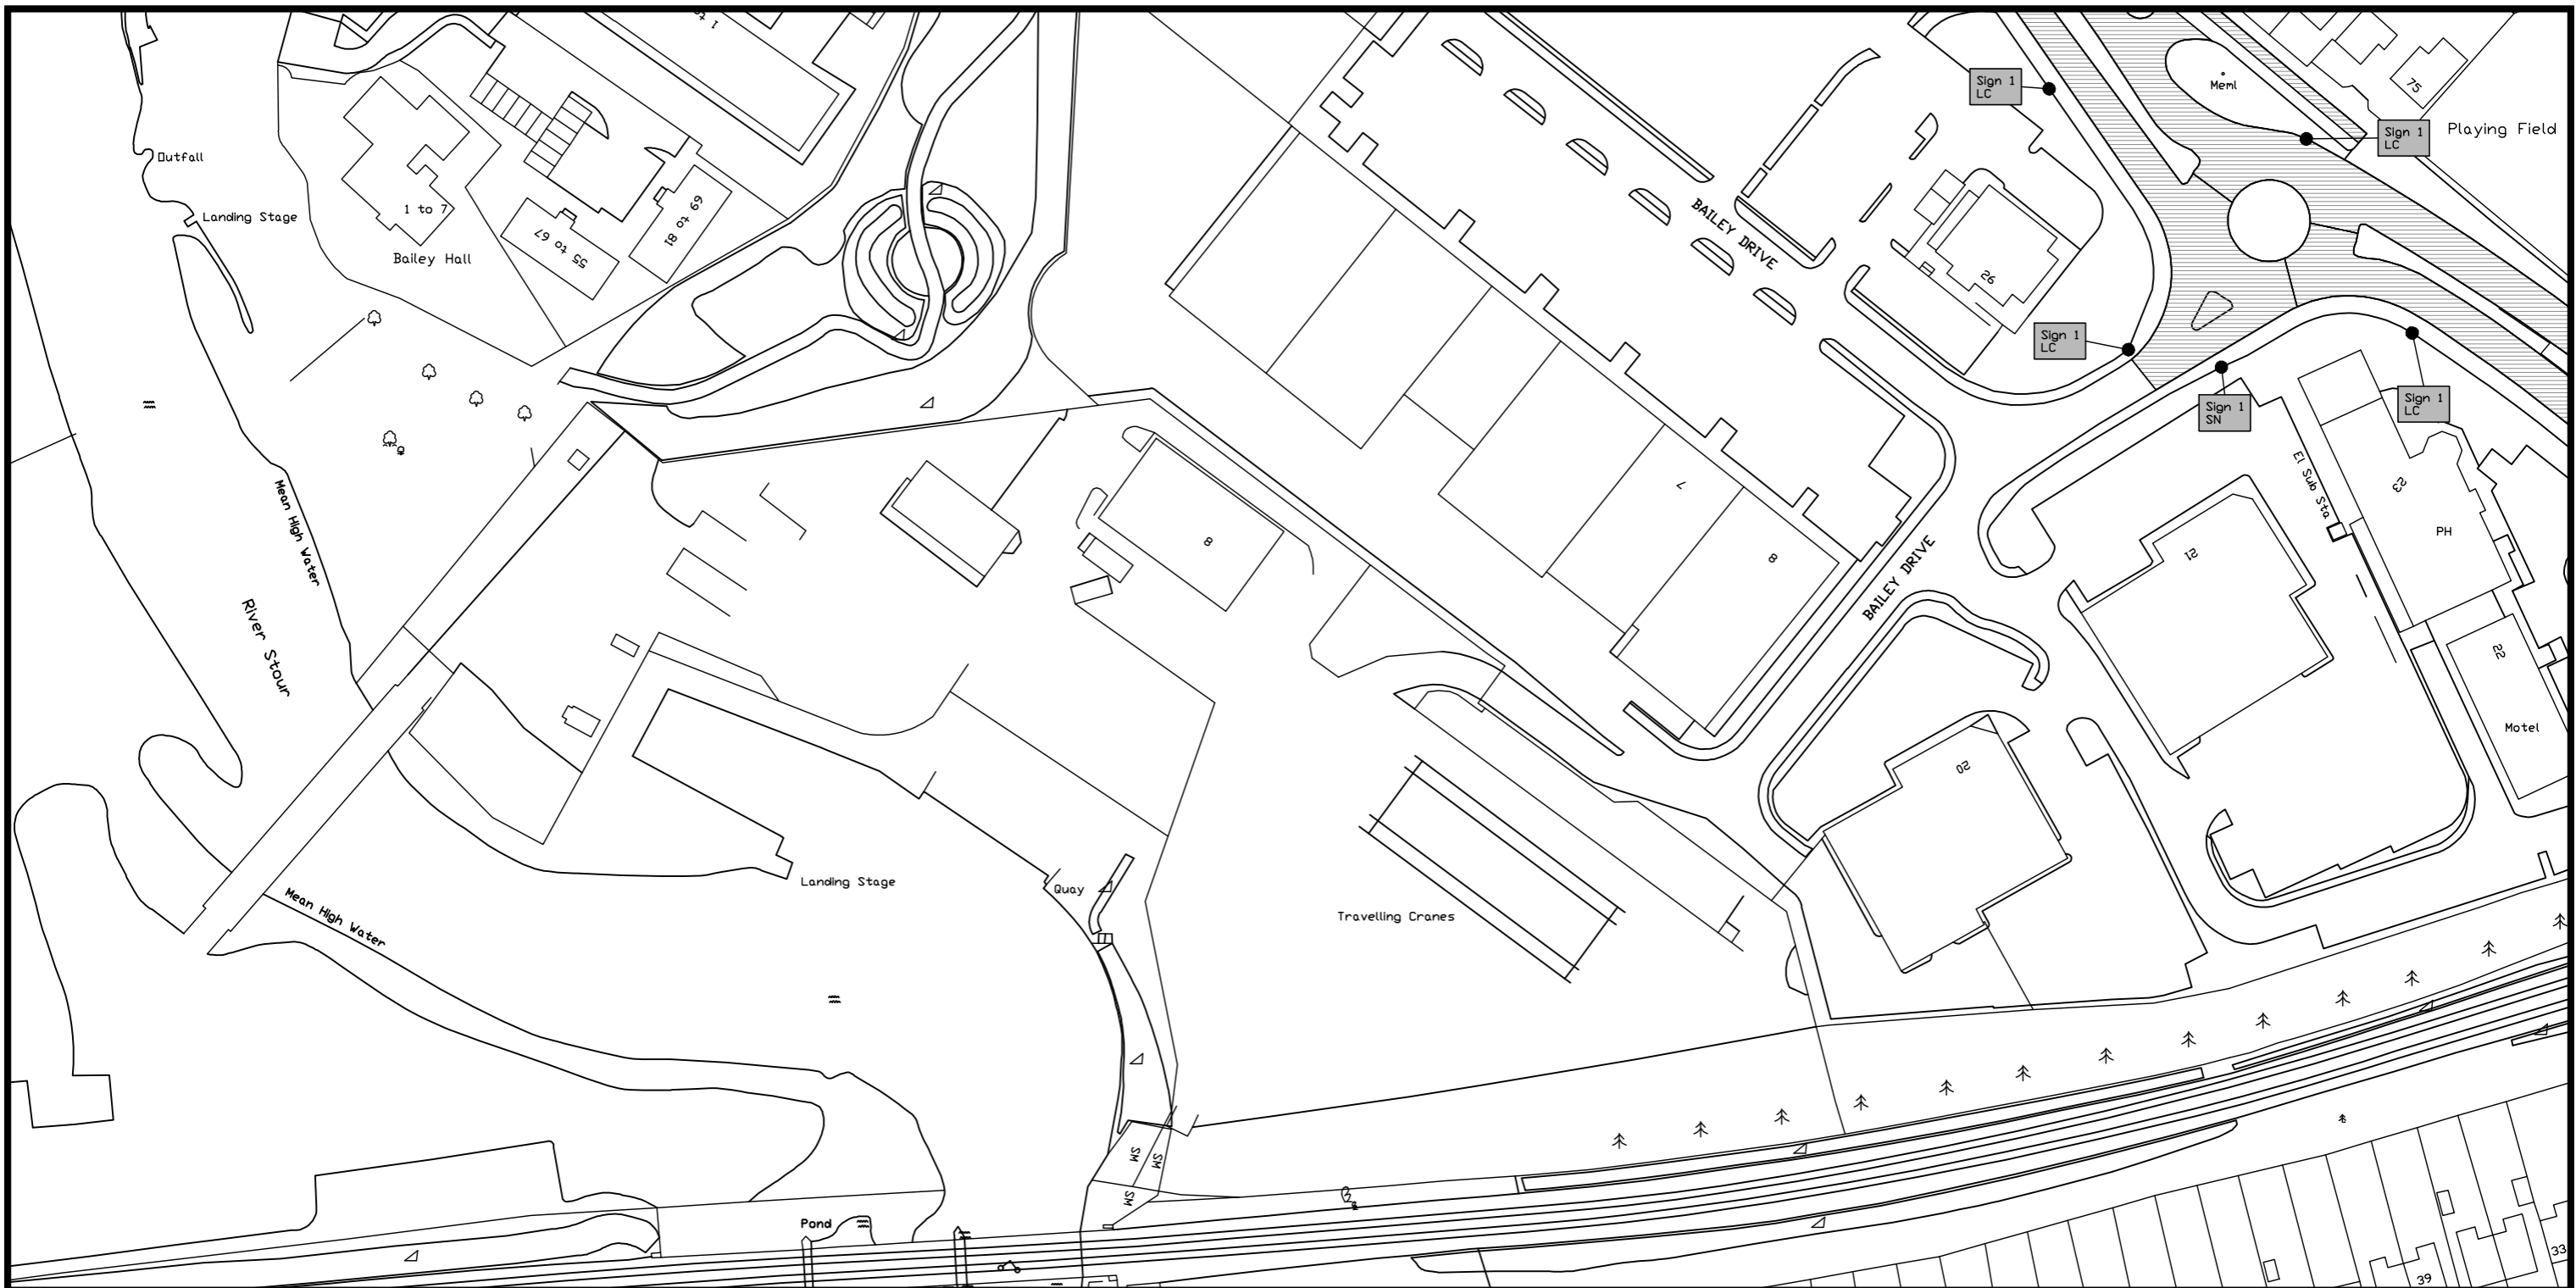 1 to
Outfall
Landing Stage
1 to 7
Bailey Hall
55 to 67
69 to 81
Mean High Water
River Stour
Mean High Water
Landing Stage
Quay
Pond
SM
SM
SM
Travelling Cranes
8
7
8
BAILEY DRIVE
BAILEY DRIVE
26
Sign 1
LC
Meml
75
Sign 1
LC
Playing Field
Sign 1
LC
Sign 1
SN
Sign 1
LC
El Sub Sta
23
PH
21
22
Motel
20
39
33